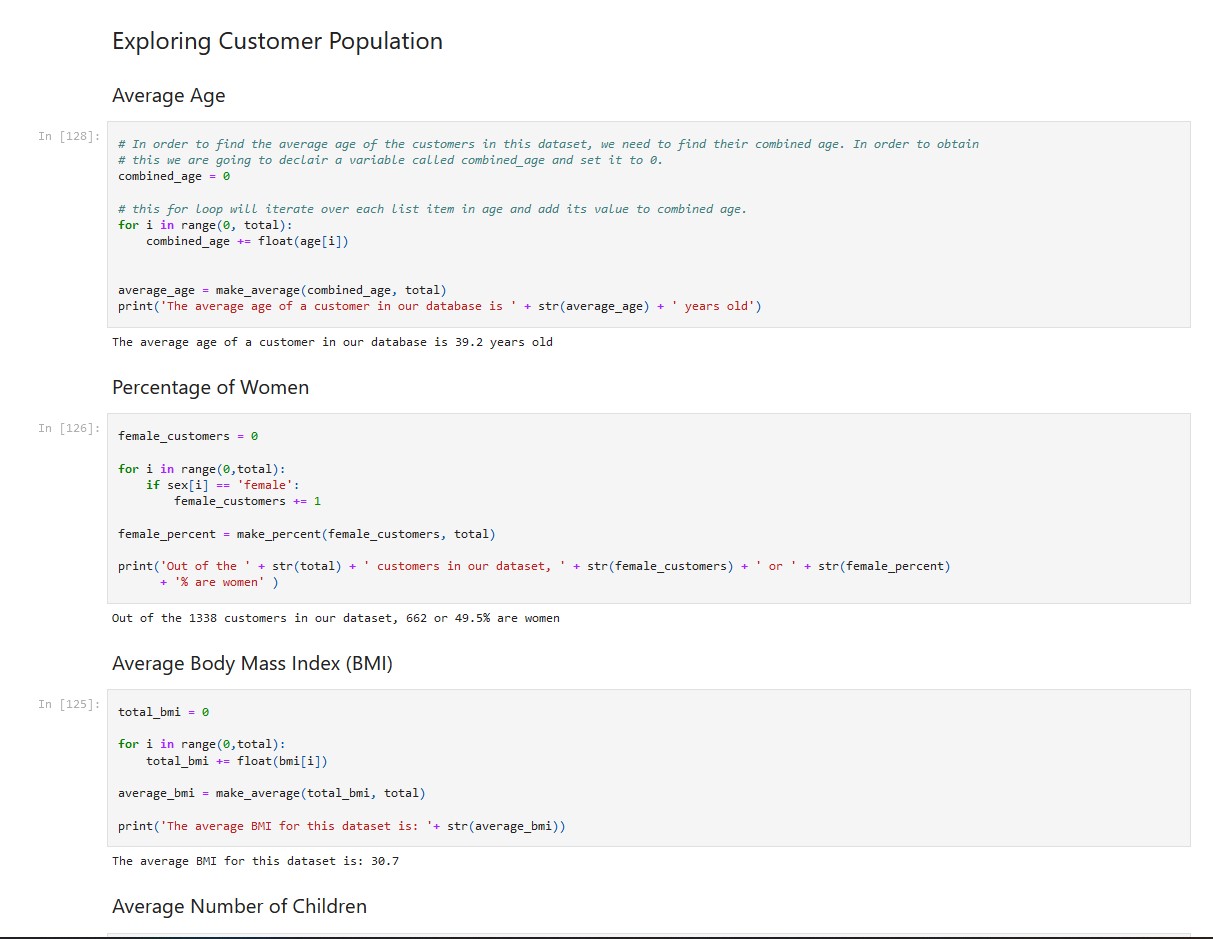 Exploring Customer Population
Average Age
In [128]:
# In order to find the average age of the customers in this dataset, we need to find their combined age. In order to obtain
# this we are going to declair a variable called combined_age and set it to 0.
combined_age = 0
# this for loop will iterate over each list item in age and add its value to combined age.
for i in range(0, total):
    combined_age += float(age[i])
average_age = make_average(combined_age, total)
print('The average age of a customer in our database is ' + str(average_age) + ' years old')
The average age of a customer in our database is 39.2 years old
Percentage of Women
In [126]:
female_customers = 0
for i in range(0,total):
    if sex[i] == 'female':
        female_customers += 1
female_percent = make_percent(female_customers, total)
print('Out of the ' + str(total) + ' customers in our dataset, ' + str(female_customers) + ' or ' + str(female_percent)
      + '% are women' )
Out of the 1338 customers in our dataset, 662 or 49.5% are women
Average Body Mass Index (BMI)
In [125]:
total_bmi = 0
for i in range(0,total):
    total_bmi += float(bmi[i])
average_bmi = make_average(total_bmi, total)
print('The average BMI for this dataset is: '+ str(average_bmi))
The average BMI for this dataset is: 30.7
Average Number of Children